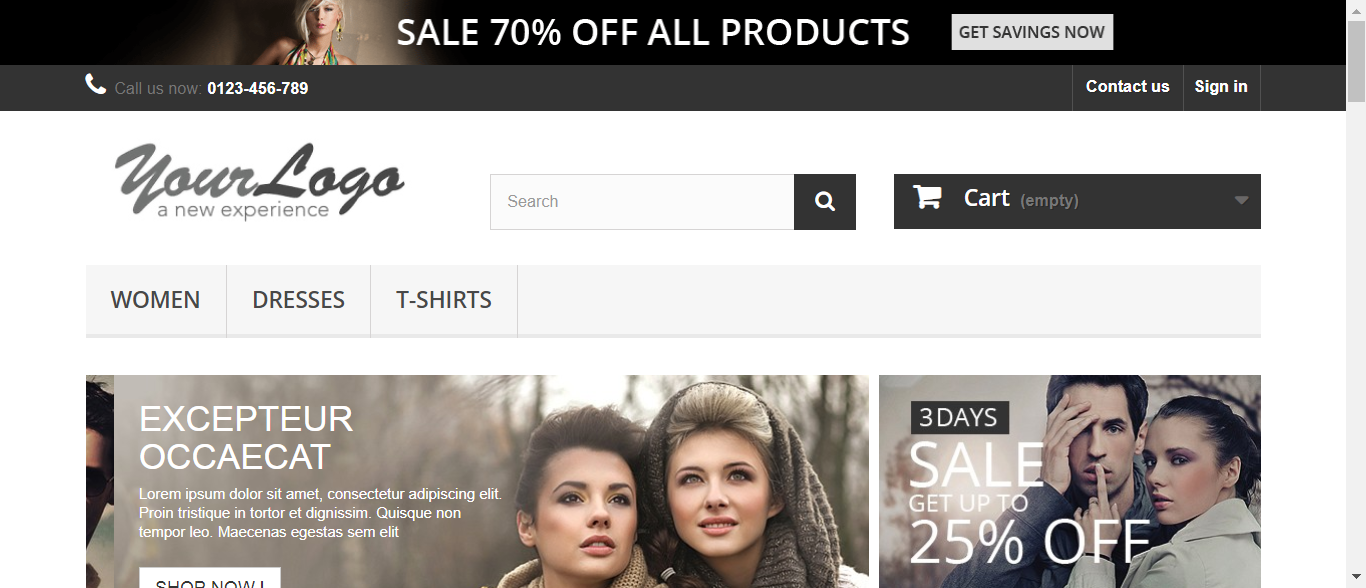 SALE 70% OFF ALL PRODUCTS GET SAVINGS NOW
Call us now: 0123-456-789 Contact us Sign in
YourLogo
a new experience
Search Cart (empty)
WOMEN DRESSES T-SHIRTS
EXCEPTEUR
OCCAECAT
Lorem ipsum dolor sit amet, consectetur adipiscing elit.
Proin tristique in tortor et dignissim. Quisque non
tempor leo. Maecenas egestas sem elit
SHOP NOW !
3 DAYS
SALE
GET UP TO
25% OFF